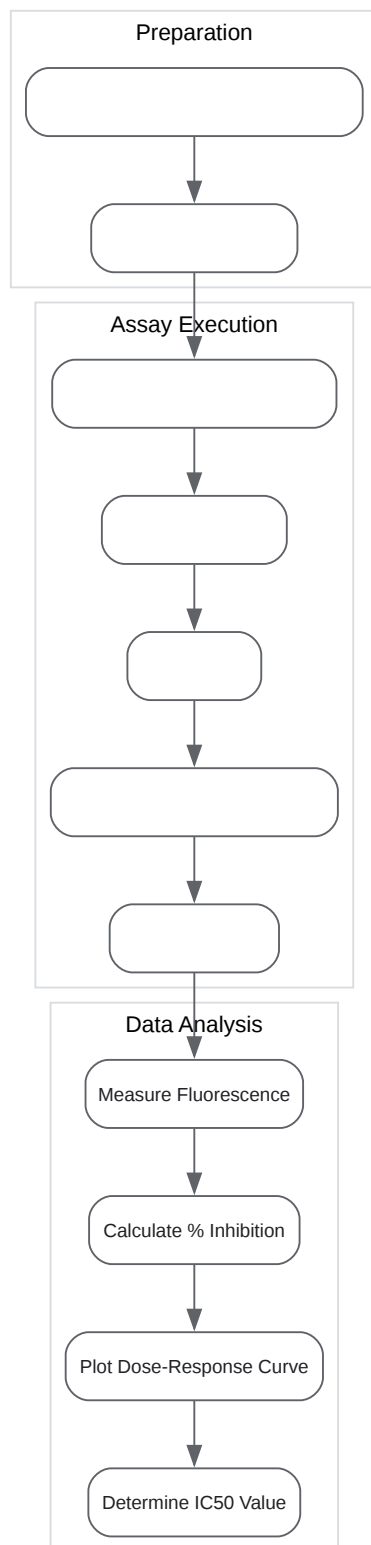 Preparation
Assay Execution
Data Analysis
Measure Fluorescence
Calculate % Inhibition
Plot Dose-Response Curve
Determine IC50 Value